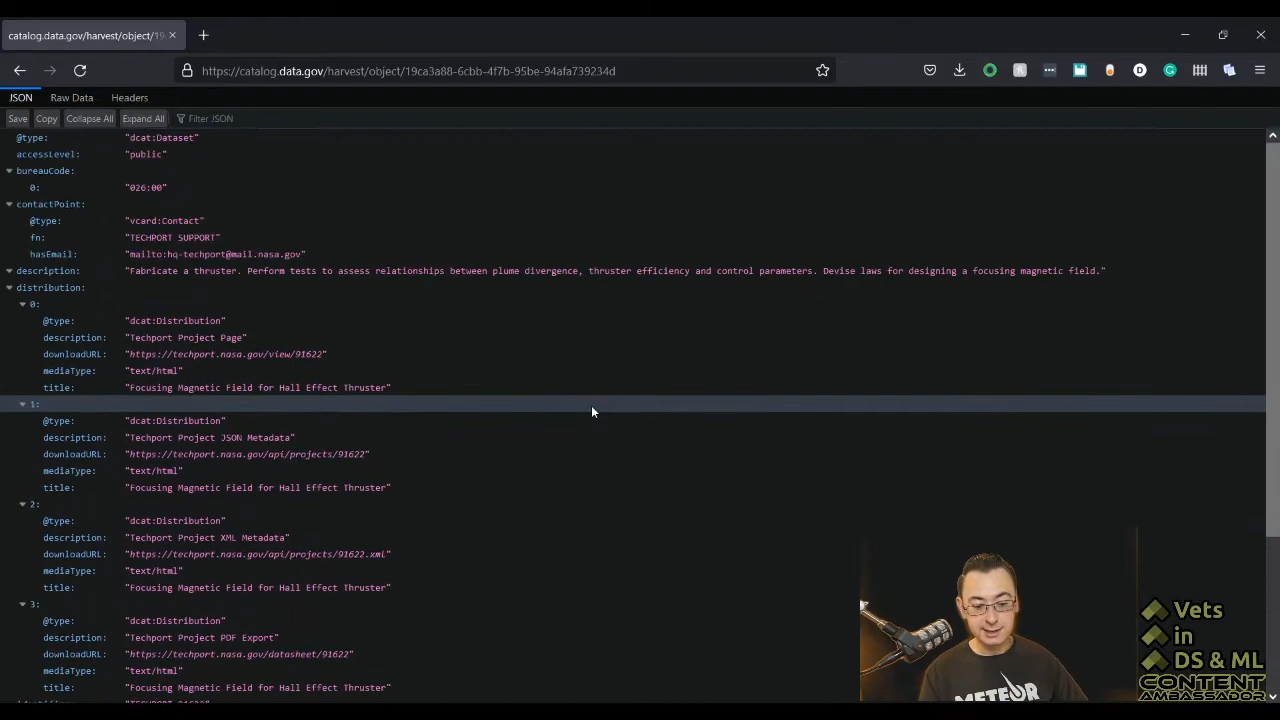 catalog.data.gov/harvest/object/19
https://catalog.data.gov/harvest/object/19ca3a88-6cbb-4f7b-95be-94afa739234d
JSON Raw Data Headers
Save Copy Collapse All Expand All Filter JSON
@type: "dcat:Dataset"
accessLevel: "public"
bureauCode:
0: "026:00"
contactPoint:
@type: "vcard:Contact"
fn: "TECHPORT SUPPORT"
hasEmail: "mailto:hq-techport@mail.nasa.gov"
description: "Fabricate a thruster. Perform tests to assess relationships between plume divergence, thruster efficiency and control parameters. Devise laws for designing a focusing magnetic field."
distribution:
0:
@type: "dcat:Distribution"
description: "Techport Project Page"
downloadURL: "https://techport.nasa.gov/view/91622"
mediaType: "text/html"
title: "Focusing Magnetic Field for Hall Effect Thruster"
1:
@type: "dcat:Distribution"
description: "Techport Project JSON Metadata"
downloadURL: "https://techport.nasa.gov/api/projects/91622"
mediaType: "text/html"
title: "Focusing Magnetic Field for Hall Effect Thruster"
2:
@type: "dcat:Distribution"
description: "Techport Project XML Metadata"
downloadURL: "https://techport.nasa.gov/api/projects/91622.xml"
mediaType: "text/html"
title: "Focusing Magnetic Field for Hall Effect Thruster"
3:
@type: "dcat:Distribution"
description: "Techport Project PDF Export"
downloadURL: "https://techport.nasa.gov/datasheet/91622"
mediaType: "text/html"
title: "Focusing Magnetic Field for Hall Effect Thruster"
METEOR
Vets
in
DS & ML
CONTENT
AMBASSADOR